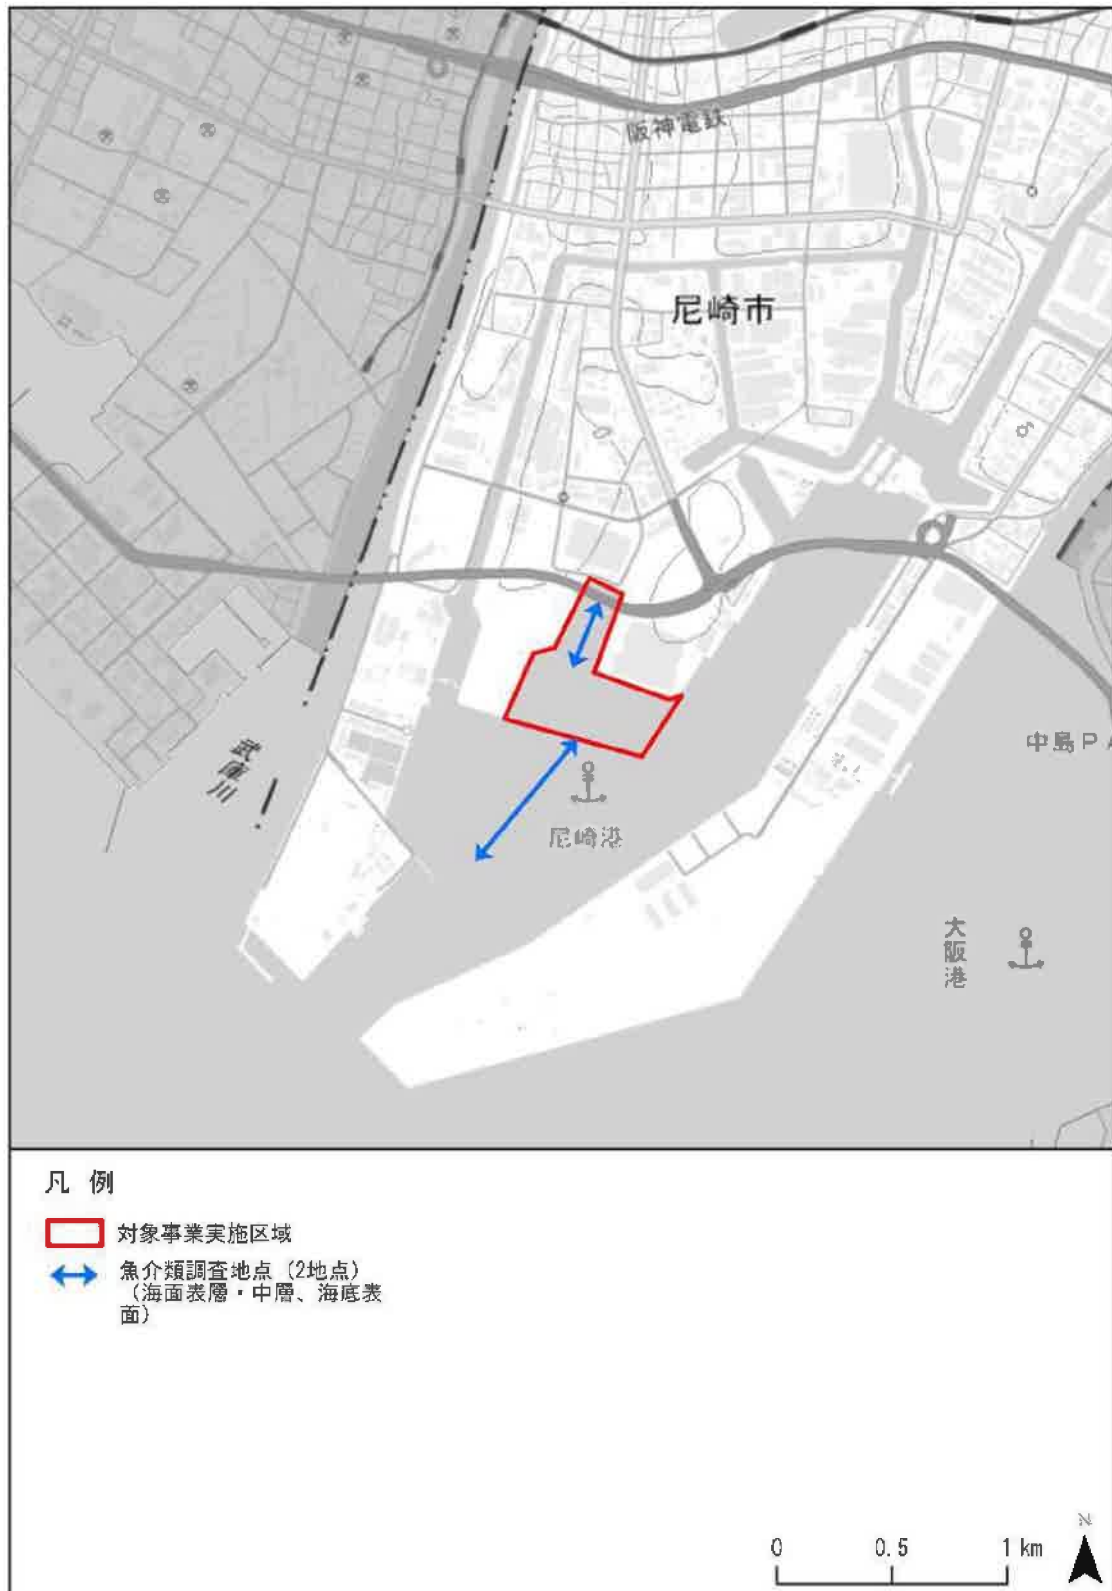 阪神電鉄
尼崎市
武庫川
中島PA
尼崎港
大阪港
凡 例
対象事業実施区域
魚介類調査地点 (2地点)
(海面表層・中層、海底表
面)
0 0.5 1 km
N